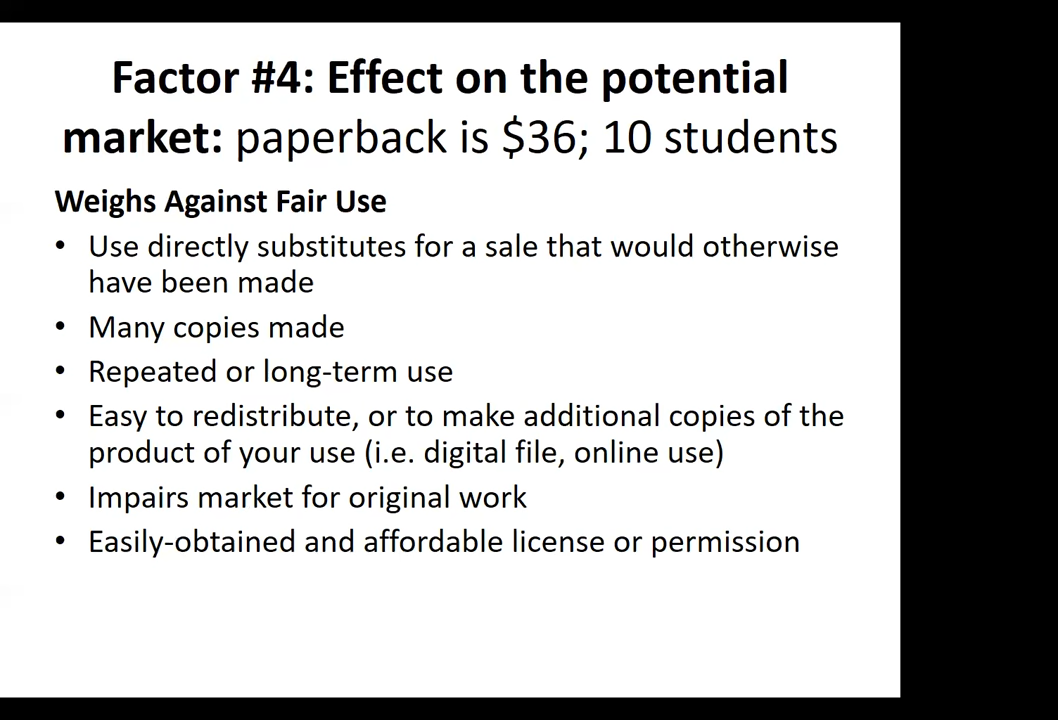 Factor #4: Effect on the potential
market: paperback is $36; 10 students
Weighs Against Fair Use
• Use directly substitutes for a sale that would otherwise
have been made
• Many copies made
• Repeated or long-term use
• Easy to redistribute, or to make additional copies of the
product of your use (i.e. digital file, online use)
• Impairs market for original work
• Easily-obtained and affordable license or permission